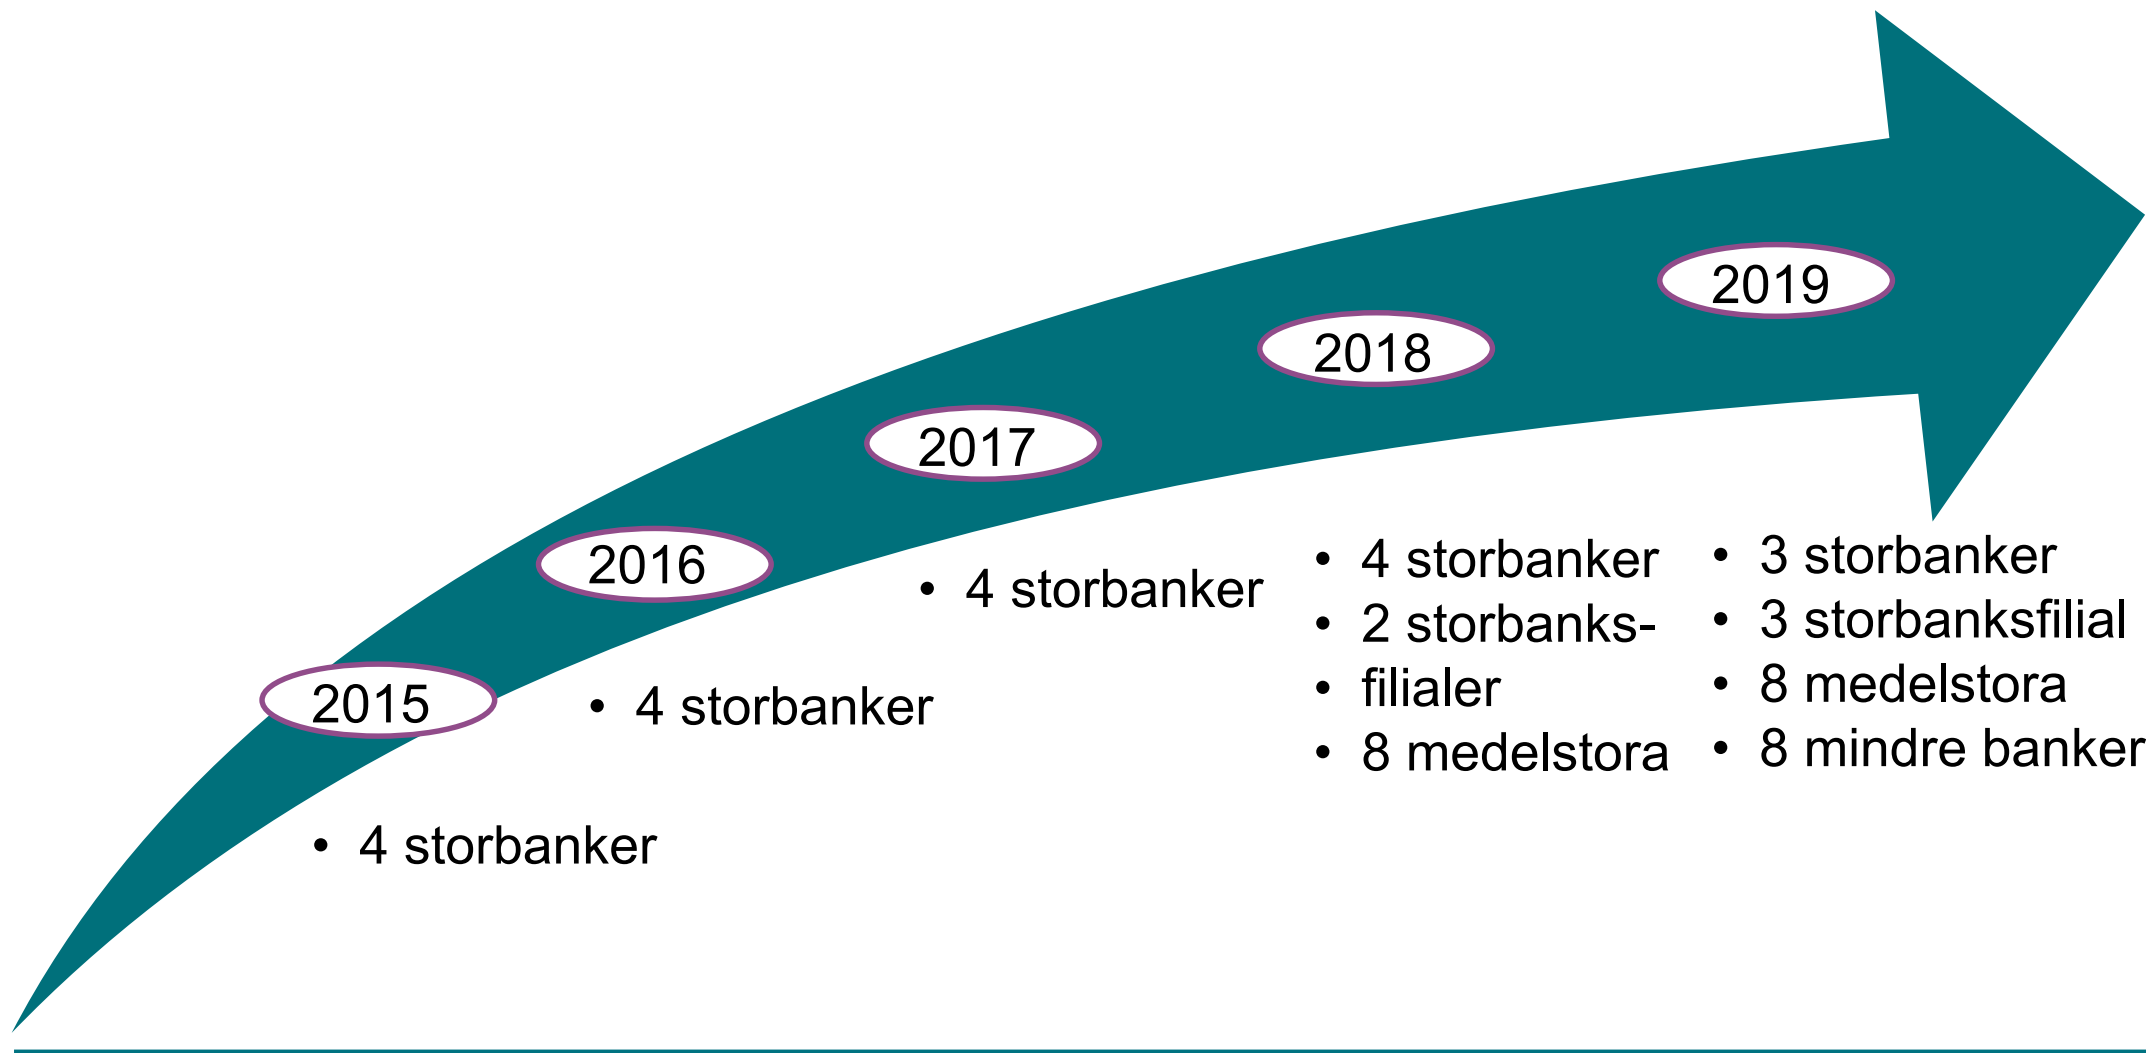 2015
• 4 storbanker
2016
• 4 storbanker
2017
• 4 storbanker
2018
• 4 storbanker
• 2 storbanks-
• filialer
• 8 medelstora
2019
• 3 storbanker
• 3 storbanksfilial
• 8 medelstora
• 8 mindre banker